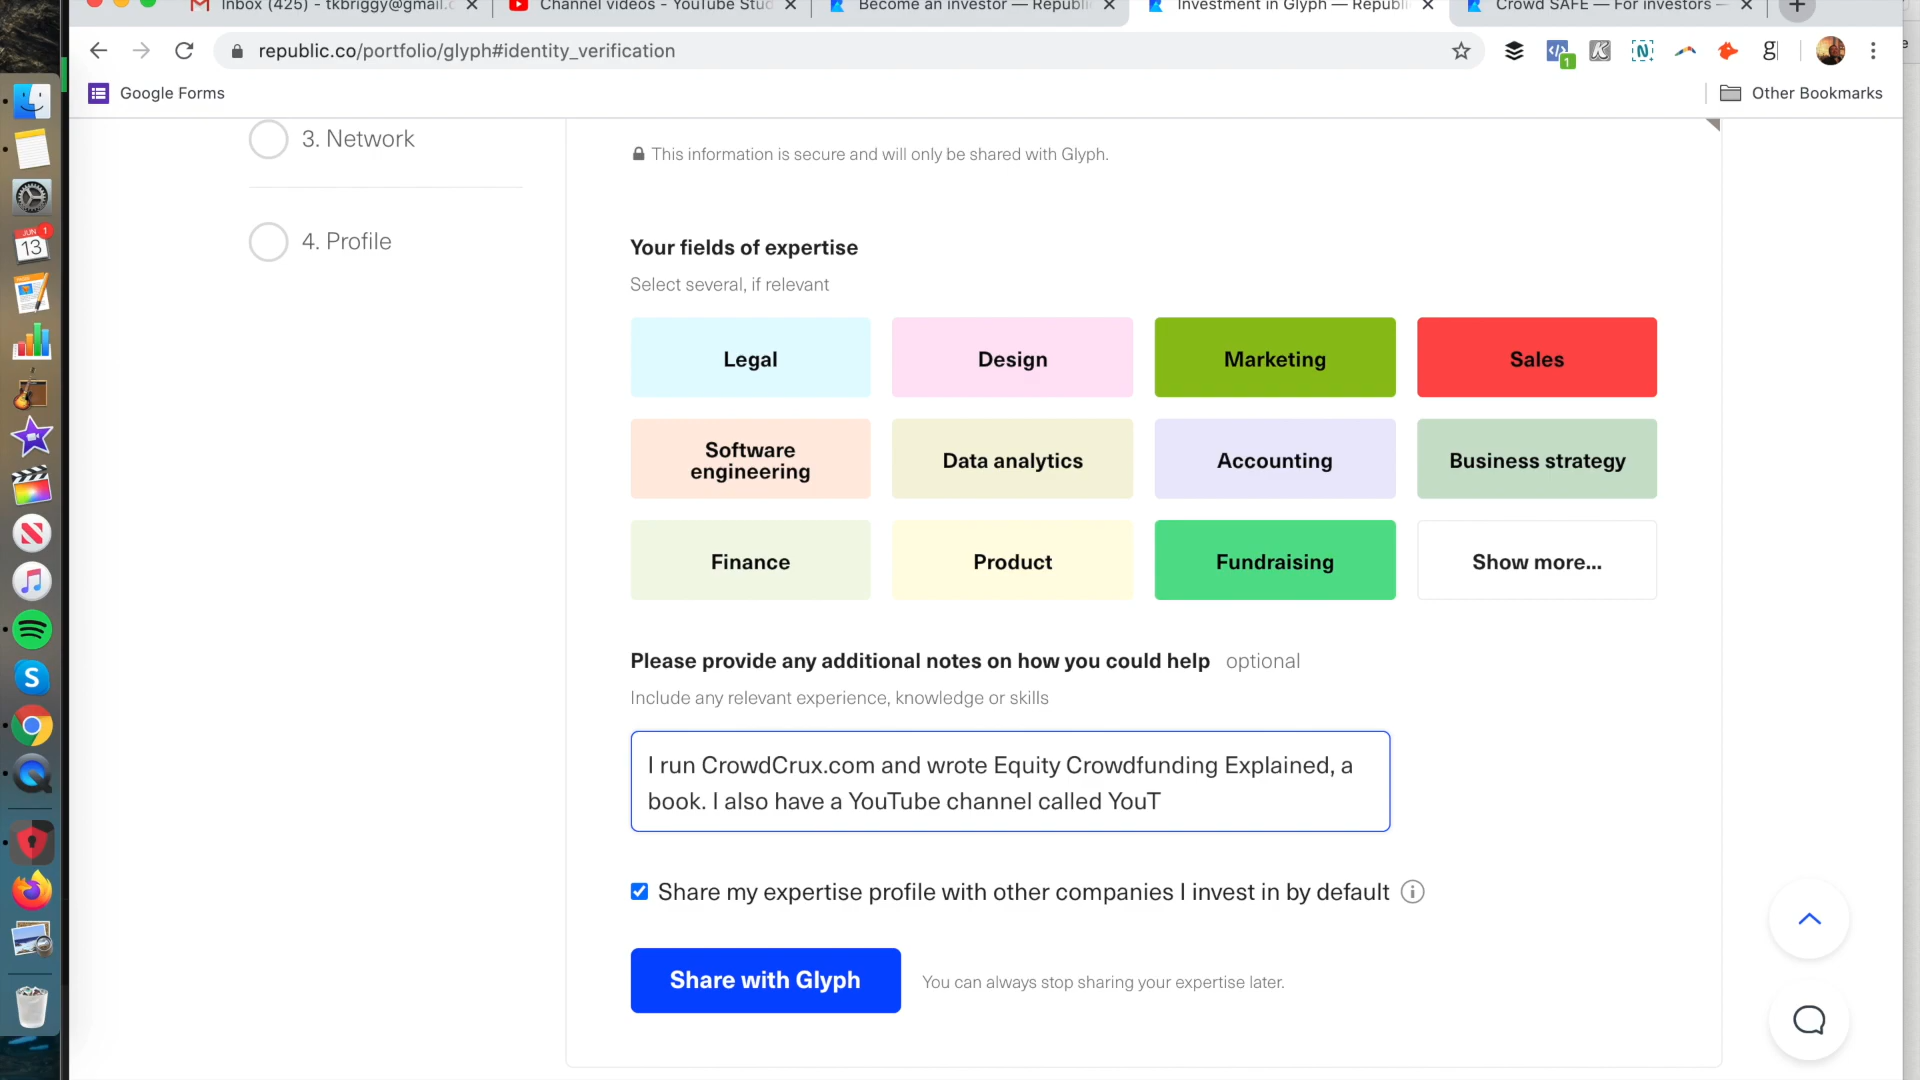 Inbox (425) - tkbriggy@gmail.c
Channel videos - YouTube Stud
Become an investor — Republi
Investment in Glyph — Republi
Crowd SAFE — For investors —
republic.co/portfolio/glyph#identity_verification
1
Google Forms
Other Bookmarks
JUN
1
13
3. Network
4. Profile
This information is secure and will only be shared with Glyph.
Your fields of expertise
Select several, if relevant
Legal
Design
Marketing
Sales
Software engineering
Data analytics
Accounting
Business strategy
Finance
Product
Fundraising
Show more...
Please provide any additional notes on how you could help optional
Include any relevant experience, knowledge or skills
I run CrowdCrux.com and wrote Equity Crowdfunding Explained, a
book. I also have a YouTube channel called YouT
Share my expertise profile with other companies I invest in by default
Share with Glyph
You can always stop sharing your expertise later.